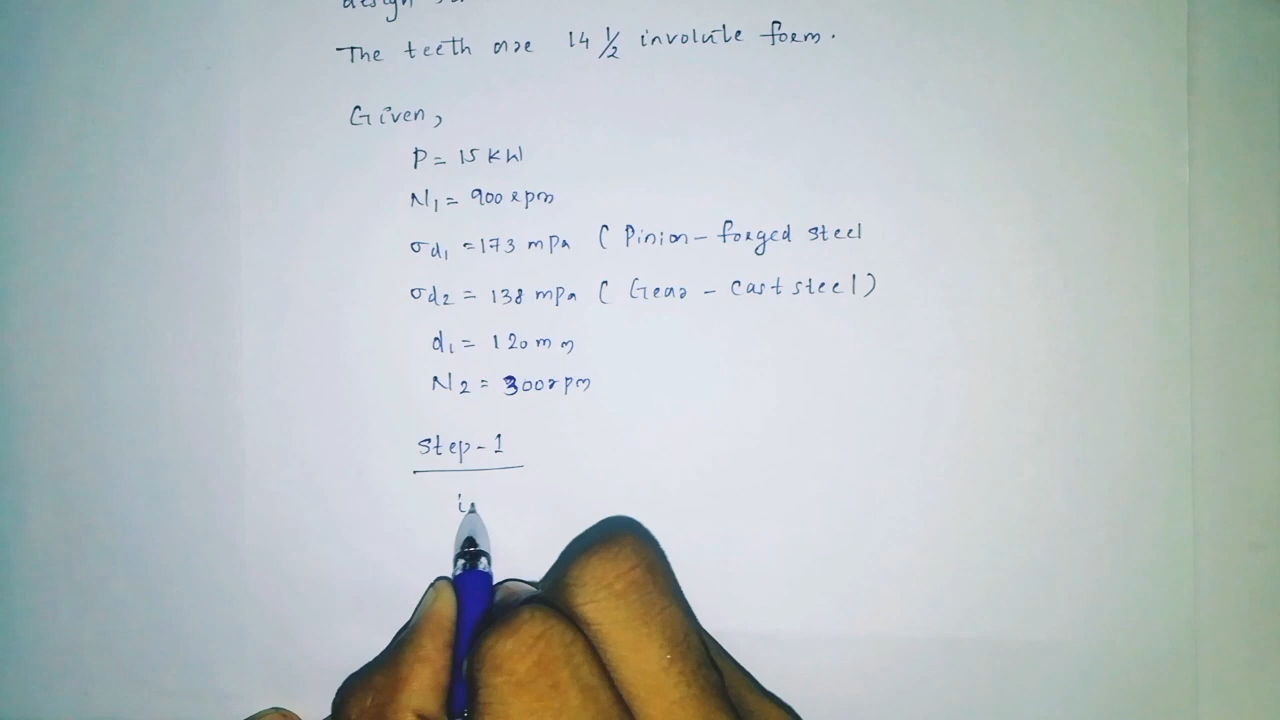 design
The teeth are 14 1/2 involute form.
Given,
P = 15 kW
N1 = 900 rpm
σd1 = 173 mpa ( Pinion - forged steel
σd2 = 138 mpa ( Gear - cast steel )
d1 = 120 mm
N2 = 300 rpm
Step - 1
i